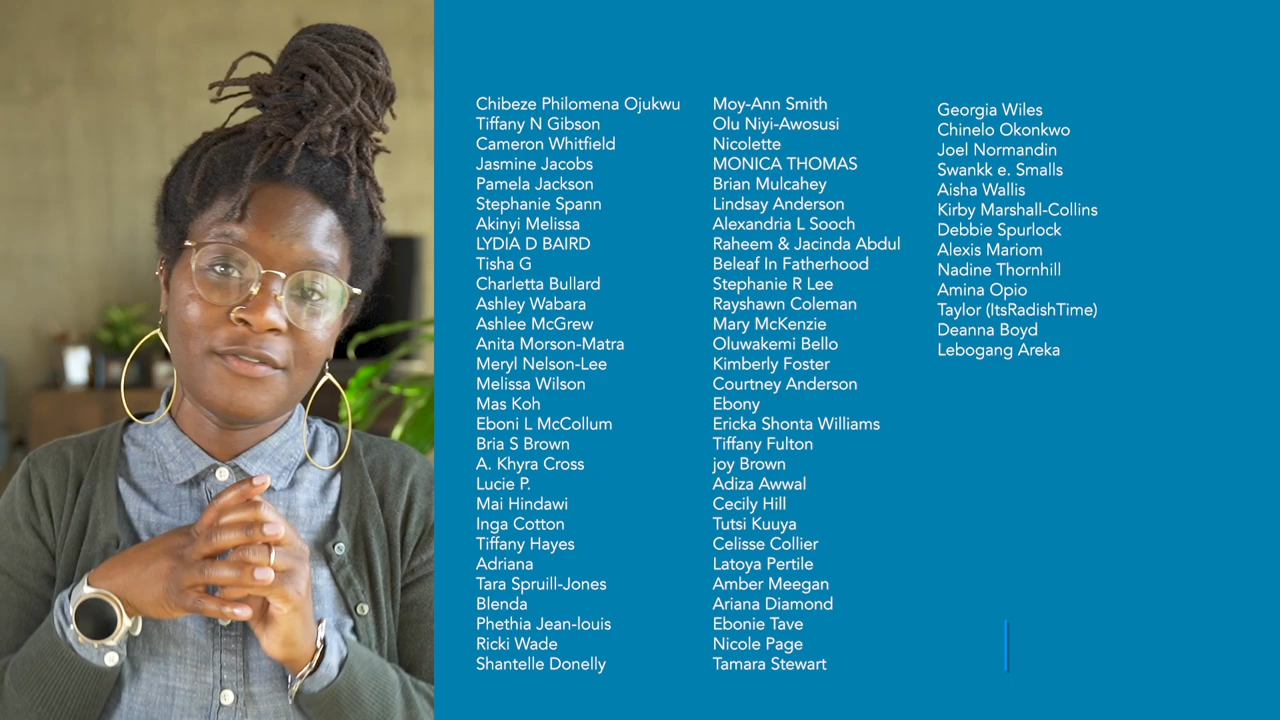 Chibeze Philomena Ojukwu
Tiffany N Gibson
Cameron Whitfield
Jasmine Jacobs
Pamela Jackson
Stephanie Spann
Akinyi Melissa
LYDIA D BAIRD
Tisha G
Charletta Bullard
Ashley Wabara
Ashlee McGrew
Anita Morson-Matra
Meryl Nelson-Lee
Melissa Wilson
Mas Koh
Eboni L McCollum
Bria S Brown
A. Khyra Cross
Lucie P.
Mai Hindawi
Inga Cotton
Tiffany Hayes
Adriana
Tara Spruill-Jones
Blenda
Phethia Jean-louis
Ricki Wade
Shantelle Donelly
Moy-Ann Smith
Olu Niyi-Awosusi
Nicolette
MONICA THOMAS
Brian Mulcahey
Lindsay Anderson
Alexandria L Sooch
Raheem & Jacinda Abdul
Beleaf In Fatherhood
Stephanie R Lee
Rayshawn Coleman
Mary McKenzie
Oluwakemi Bello
Kimberly Foster
Courtney Anderson
Ebony
Ericka Shonta Williams
Tiffany Fulton
joy Brown
Adiza Awwal
Cecily Hill
Tutsi Kuuya
Celisse Collier
Latoya Pertile
Amber Meegan
Ariana Diamond
Ebonie Tave
Nicole Page
Tamara Stewart
Georgia Wiles
Chinelo Okonkwo
Joel Normandin
Swankk e. Smalls
Aisha Wallis
Kirby Marshall-Collins
Debbie Spurlock
Alexis Mariom
Nadine Thornhill
Amina Opio
Taylor (ItsRadishTime)
Deanna Boyd
Lebogang Areka